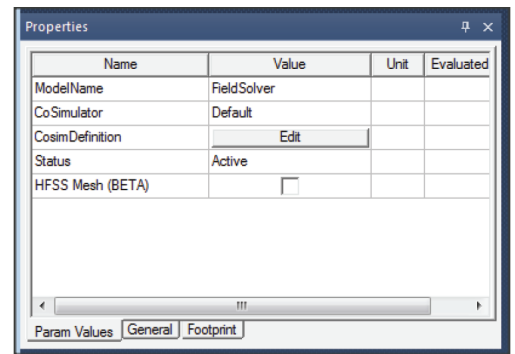 Properties
Name Value Unit Evaluated
ModelName FieldSolver
CoSimulator Default
CosimDefinition Edit
Status Active
HFSS Mesh (BETA)
Param Values General Footprint